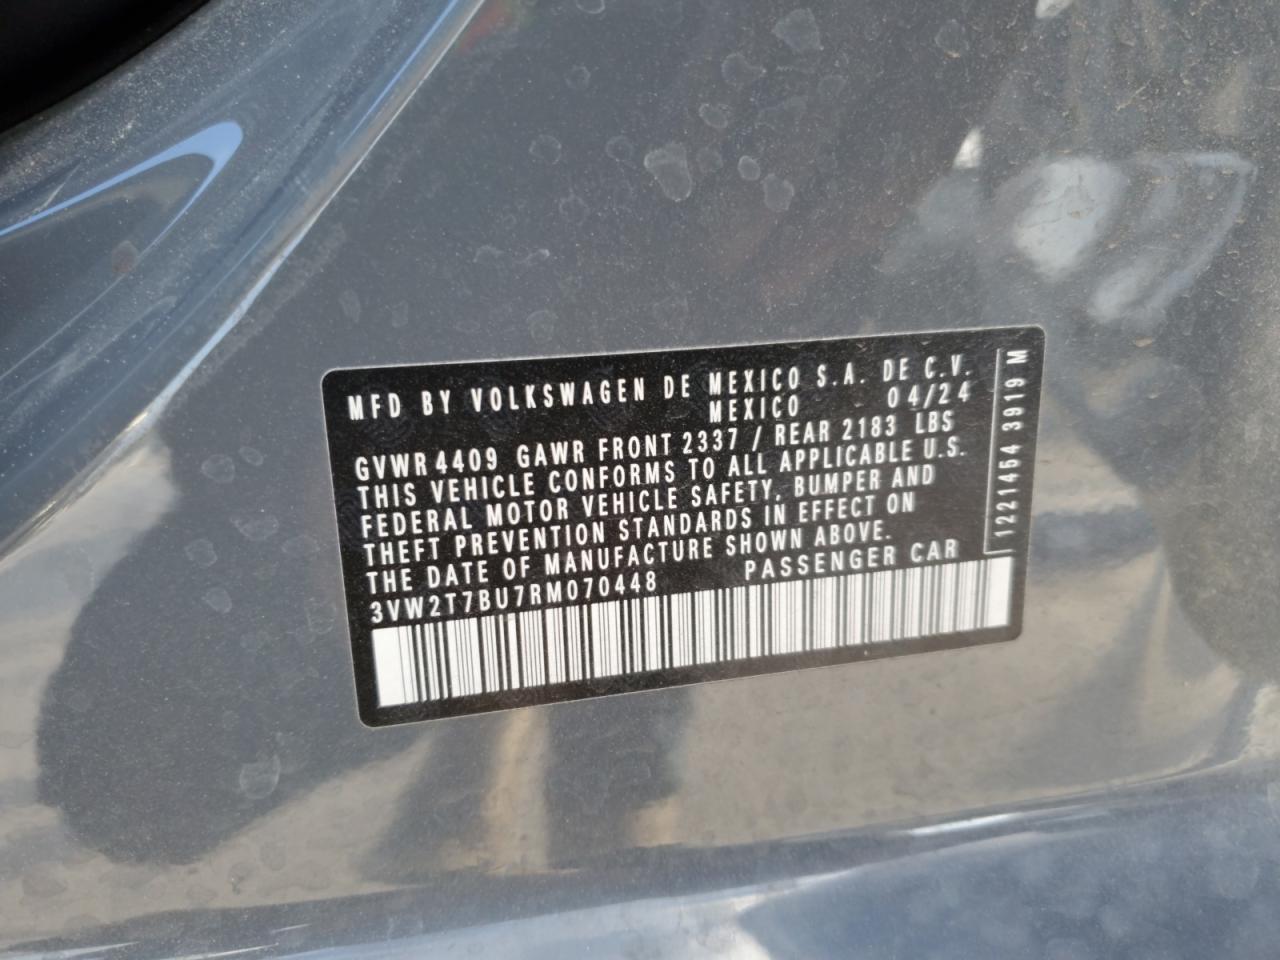 MFD BY VOLKSWAGEN DE MEXICO S.A. DE C.V.
MEXICO 04/24
GVWR 4409 GAWR FRONT 2337 / REAR 2183 LBS
THIS VEHICLE CONFORMS TO ALL APPLICABLE U.S.
FEDERAL MOTOR VEHICLE SAFETY, BUMPER AND
THEFT PREVENTION STANDARDS IN EFFECT ON
THE DATE OF MANUFACTURE SHOWN ABOVE.
3VW2T7BU7RM070448 PASSENGER CAR
1221454 3919 M